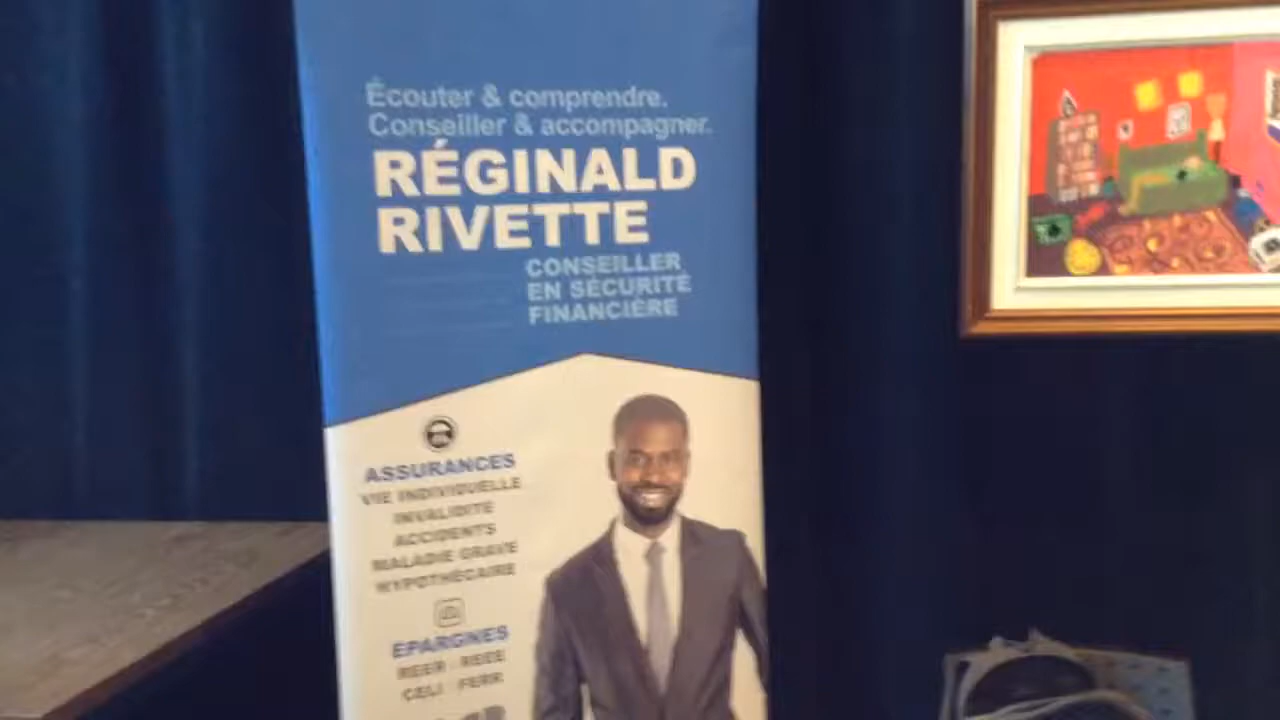 Écouter & comprendre.
Conseiller & accompagner.
RÉGINALD
RIVETTE
CONSEILLER
EN SÉCURITÉ
FINANCIÈRE
ASSURANCES
VIE INDIVIDUELLE
INVALIDITÉ
ACCIDENTS
MALADIE GRAVE
HYPOTHÉCAIRE
ÉPARGNES
REER REEE
CELI FERR